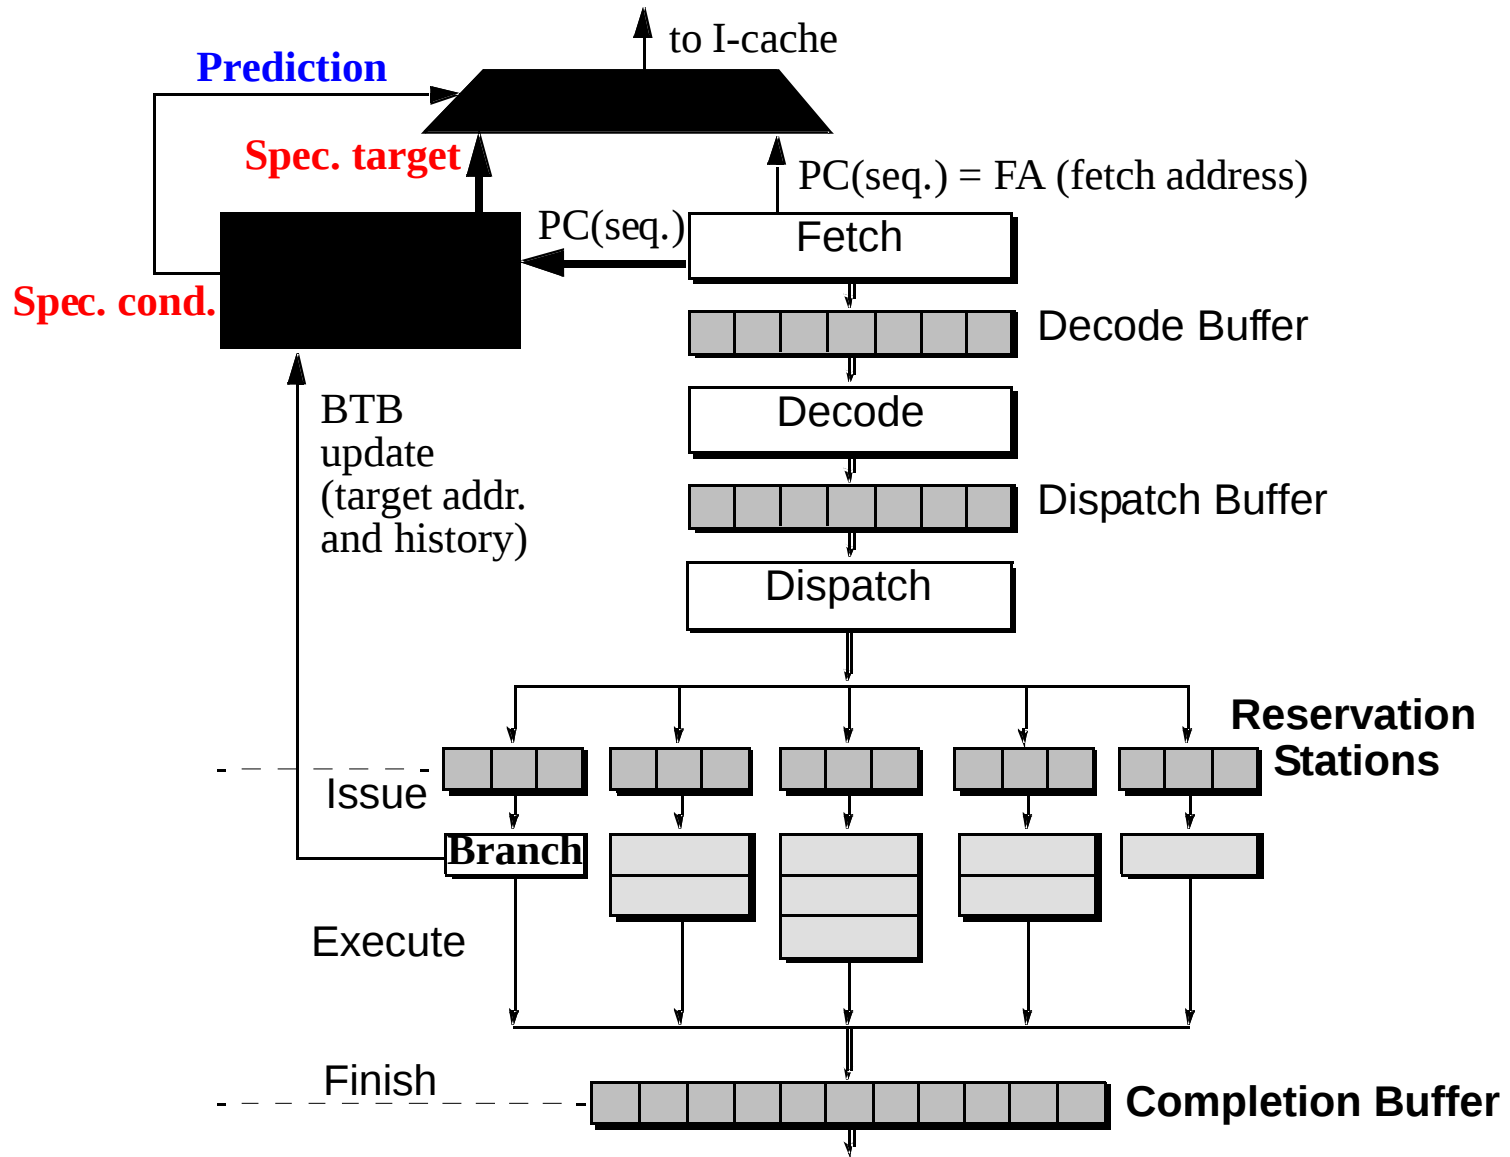 to I-cache
Prediction
Spec. target
PC(seq.) = FA (fetch address)
PC(seq.)
Fetch
Spec. cond.
Decode Buffer
BTB
update
(target addr.
and history)
Decode
Dispatch Buffer
Dispatch
Reservation
Stations
Issue
Branch
Execute
Finish
Completion Buffer